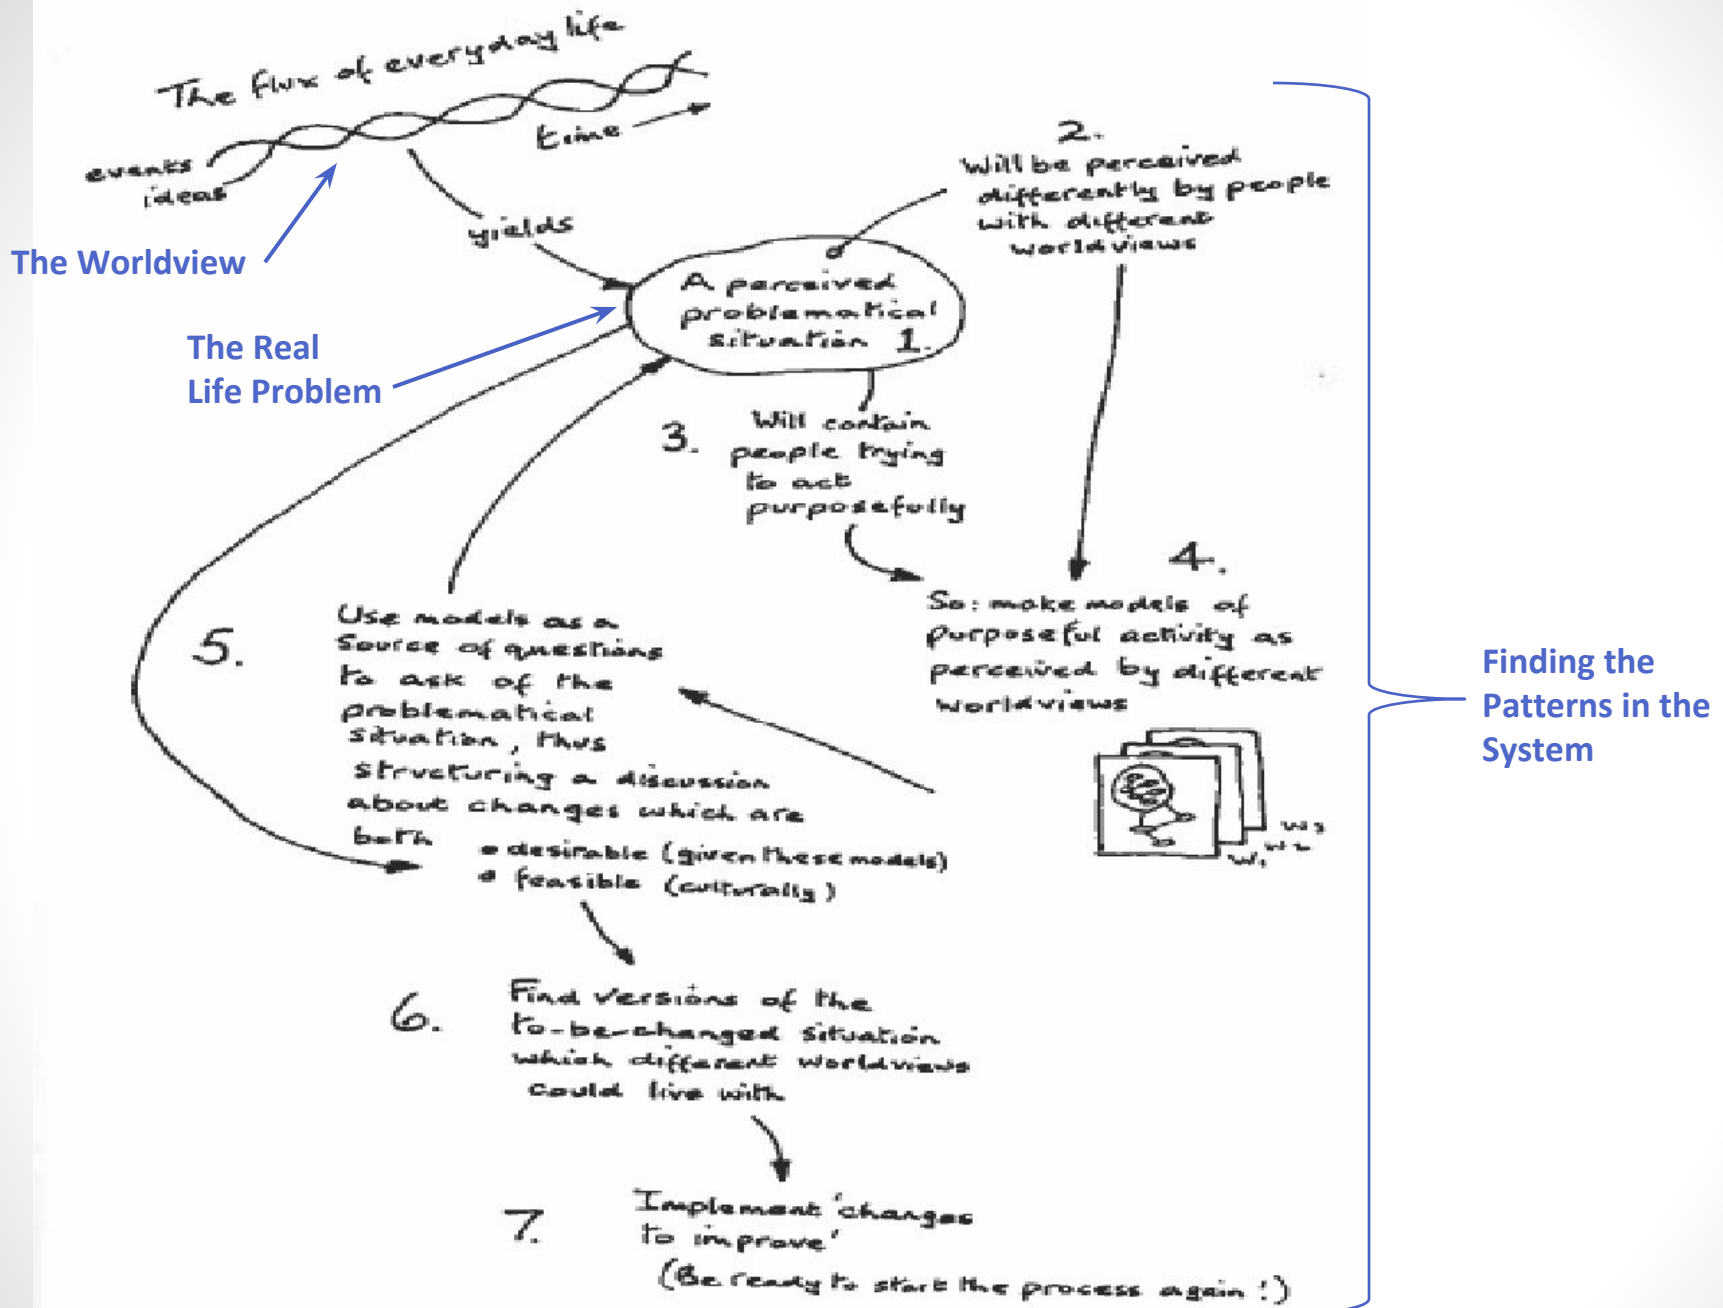 The flux of everyday life
events
ideas
time
yields
The Worldview
The Real
Life Problem
A perceived
problematical
situation 1.
2.
Will be perceived
differently by people
with different
worldviews
3.
Will contain
people trying
to act
purposefully
4.
So: make models of
purposeful activity as
perceived by different
worldviews
W1
W2
W3
5.
Use models as a
Source of questions
to ask of the
problematical
situation, thus
structuring a discussion
about changes which are
both
• desirable (given these models)
• feasible (culturally)
6.
Find versions of the
to-be-changed situation
which different worldviews
could live with
7.
Implement 'changes
to improve'
(Be ready to start the process again!)
Finding the
Patterns in the
System